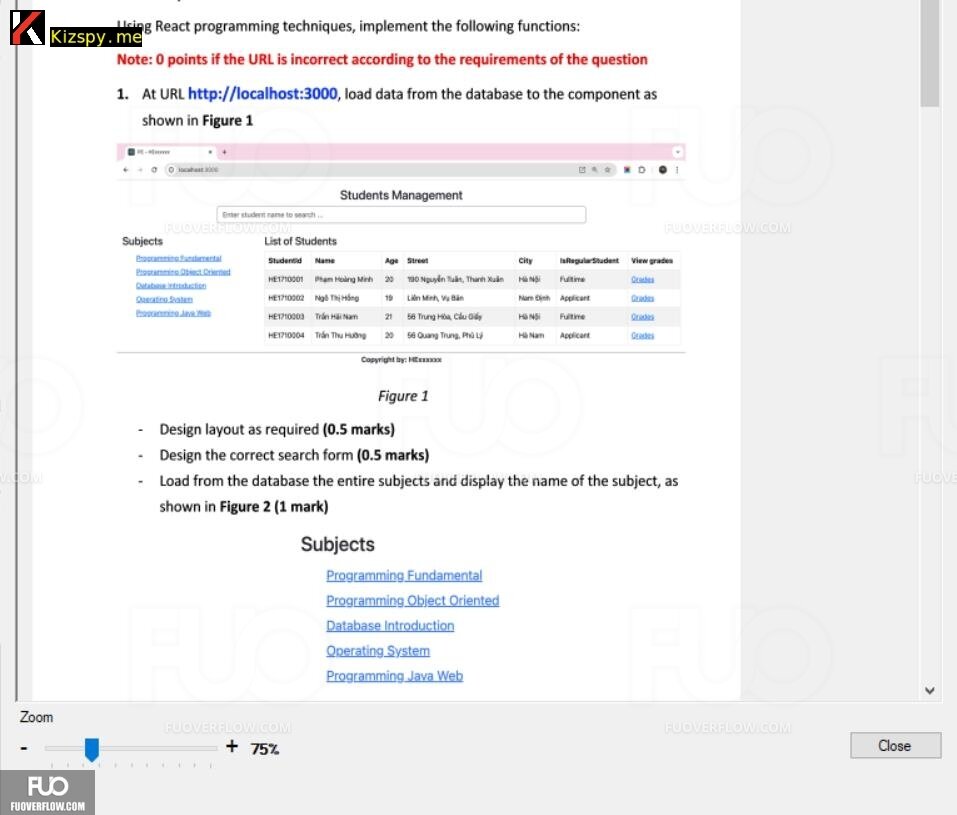 Kizspy.me
Using React programming techniques, implement the following functions:
Note: 0 points if the URL is incorrect according to the requirements of the question
1. At URL http://localhost:3000, load data from the database to the component as
shown in Figure 1
localhost:3000
Students Management
Enter student name to search ...
FUOVERFLOW.COM FUOVERFLOW.COM
Subjects
Programming Fundamental
Programming Object Oriented
Database Introduction
Operating System
Programming Java Web
List of Students
StudentId Name Age Street City IsRegularStudent View grades
HE1710001 Phạm Hoàng Minh 20 190 Nguyễn Tuân, Thanh Xuân Hà Nội Fulltime Grades
HE1710002 Ngô Thị Hồng 19 Liên Minh, Vụ Bản Nam Định Applicant Grades
HE1710003 Trần Hải Nam 21 56 Trung Hòa, Cầu Giấy Hà Nội Fulltime Grades
HE1710004 Trần Thu Hường 20 56 Quang Trung, Phủ Lý Hà Nam Applicant Grades
Copyright by: HExxxxxx
Figure 1
- Design layout as required (0.5 marks)
- Design the correct search form (0.5 marks)
- Load from the database the entire subjects and display the name of the subject, as
shown in Figure 2 (1 mark)
Subjects
Programming Fundamental
Programming Object Oriented
Database Introduction
Operating System
Programming Java Web
Zoom
FUOVERFLOW.COM FUOVERFLOW.COM
- + 75%
Close
FUO
FUOVERFLOW.COM